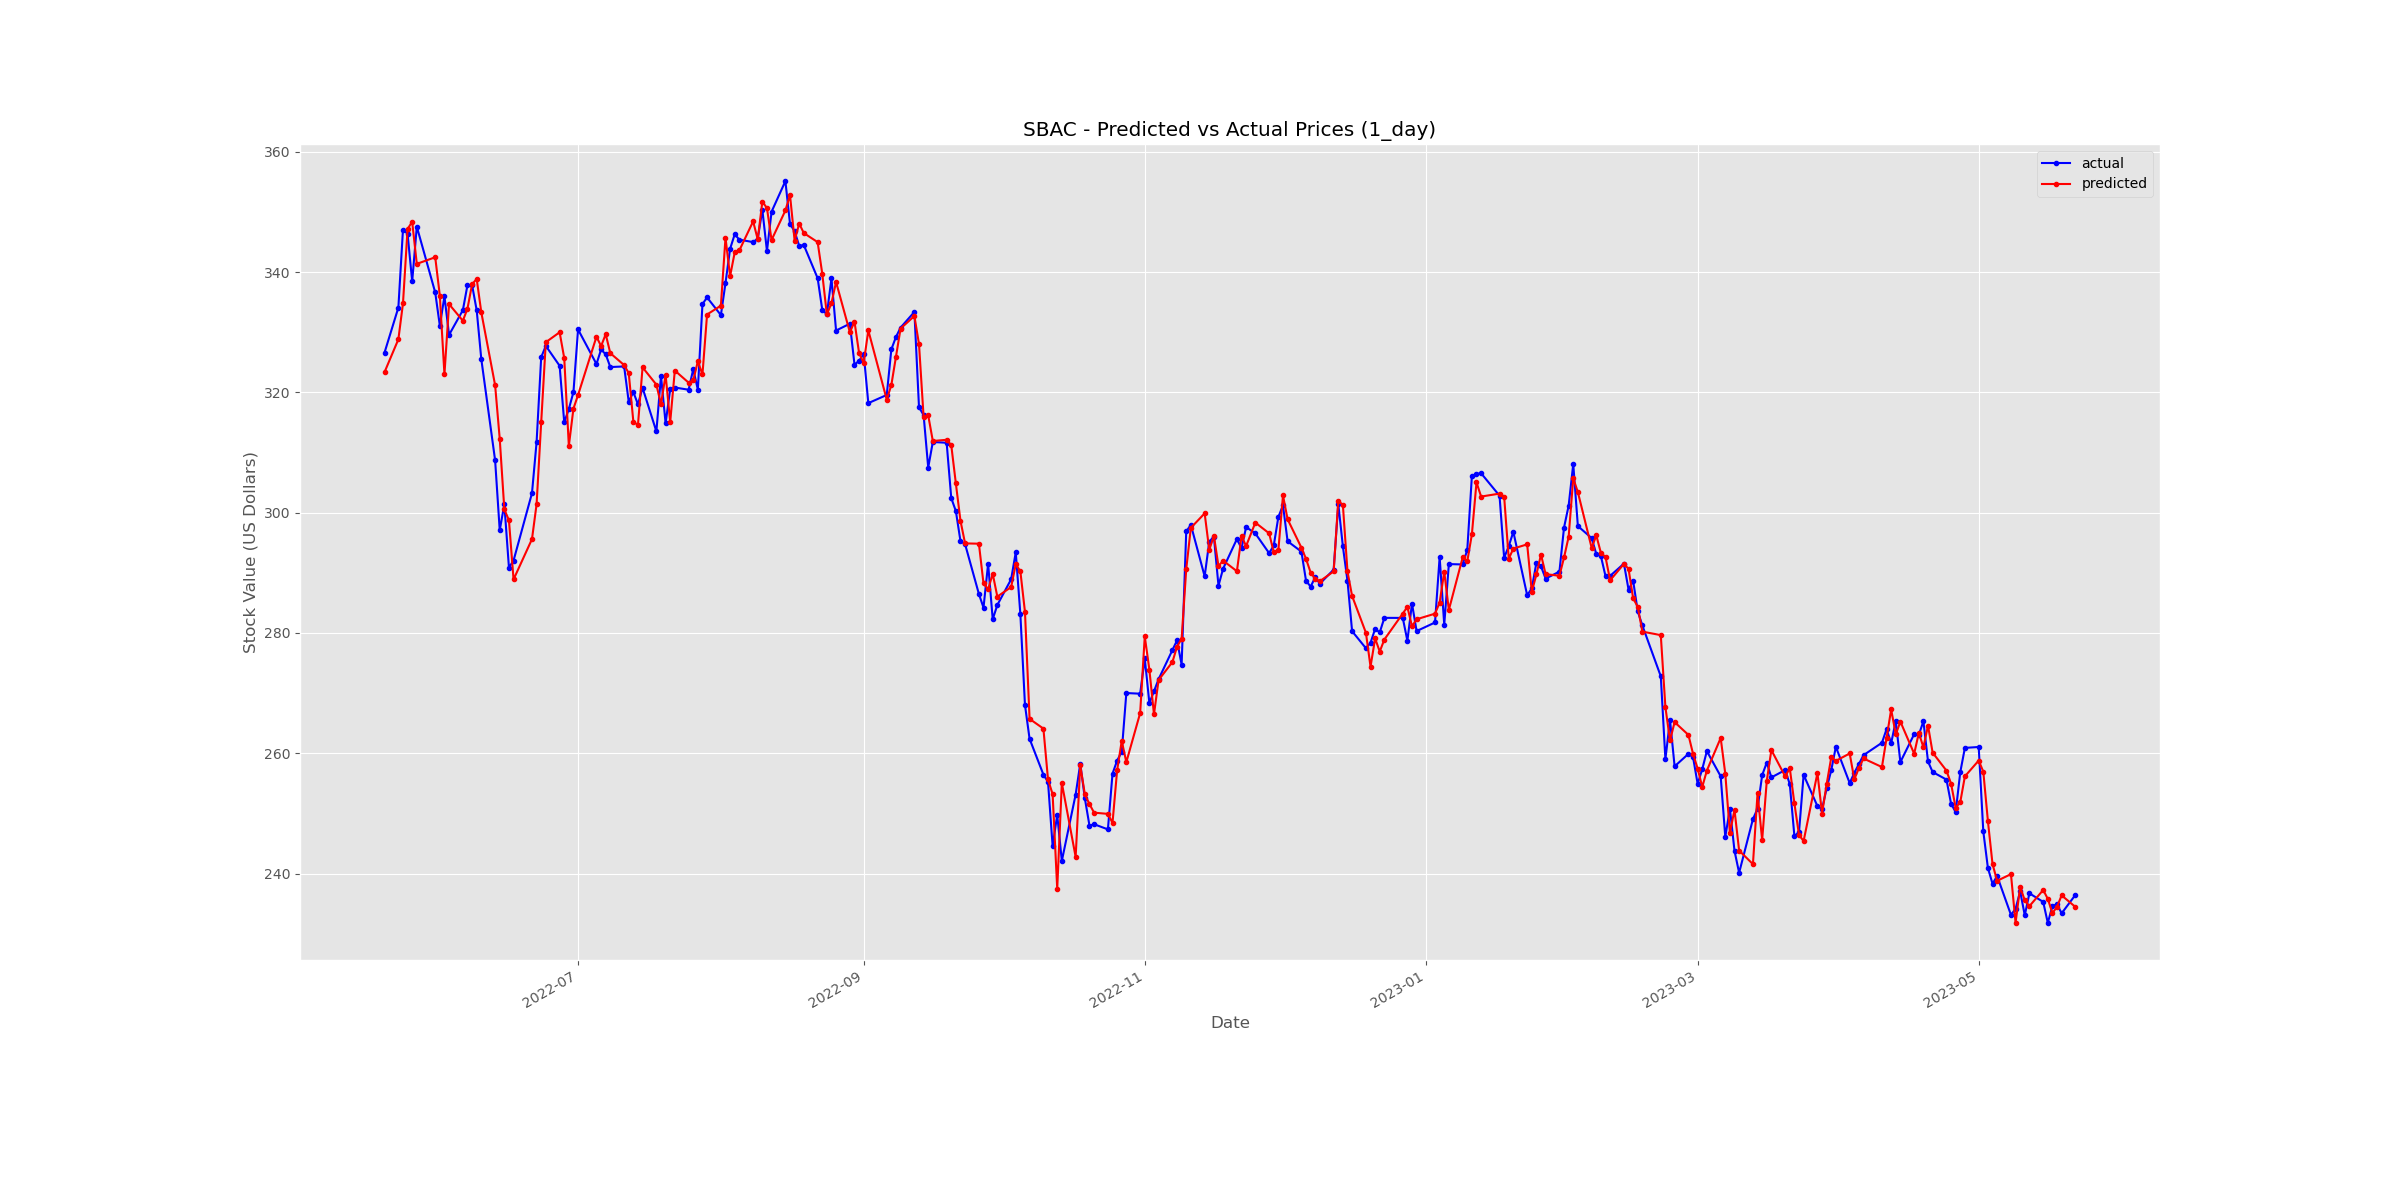 SBAC - Predicted vs Actual Prices (1_day)
actual
predicted
Stock Value (US Dollars)
360
340
320
300
280
260
240
2022-07
2022-09
2022-11
2023-01
2023-03
2023-05
Date